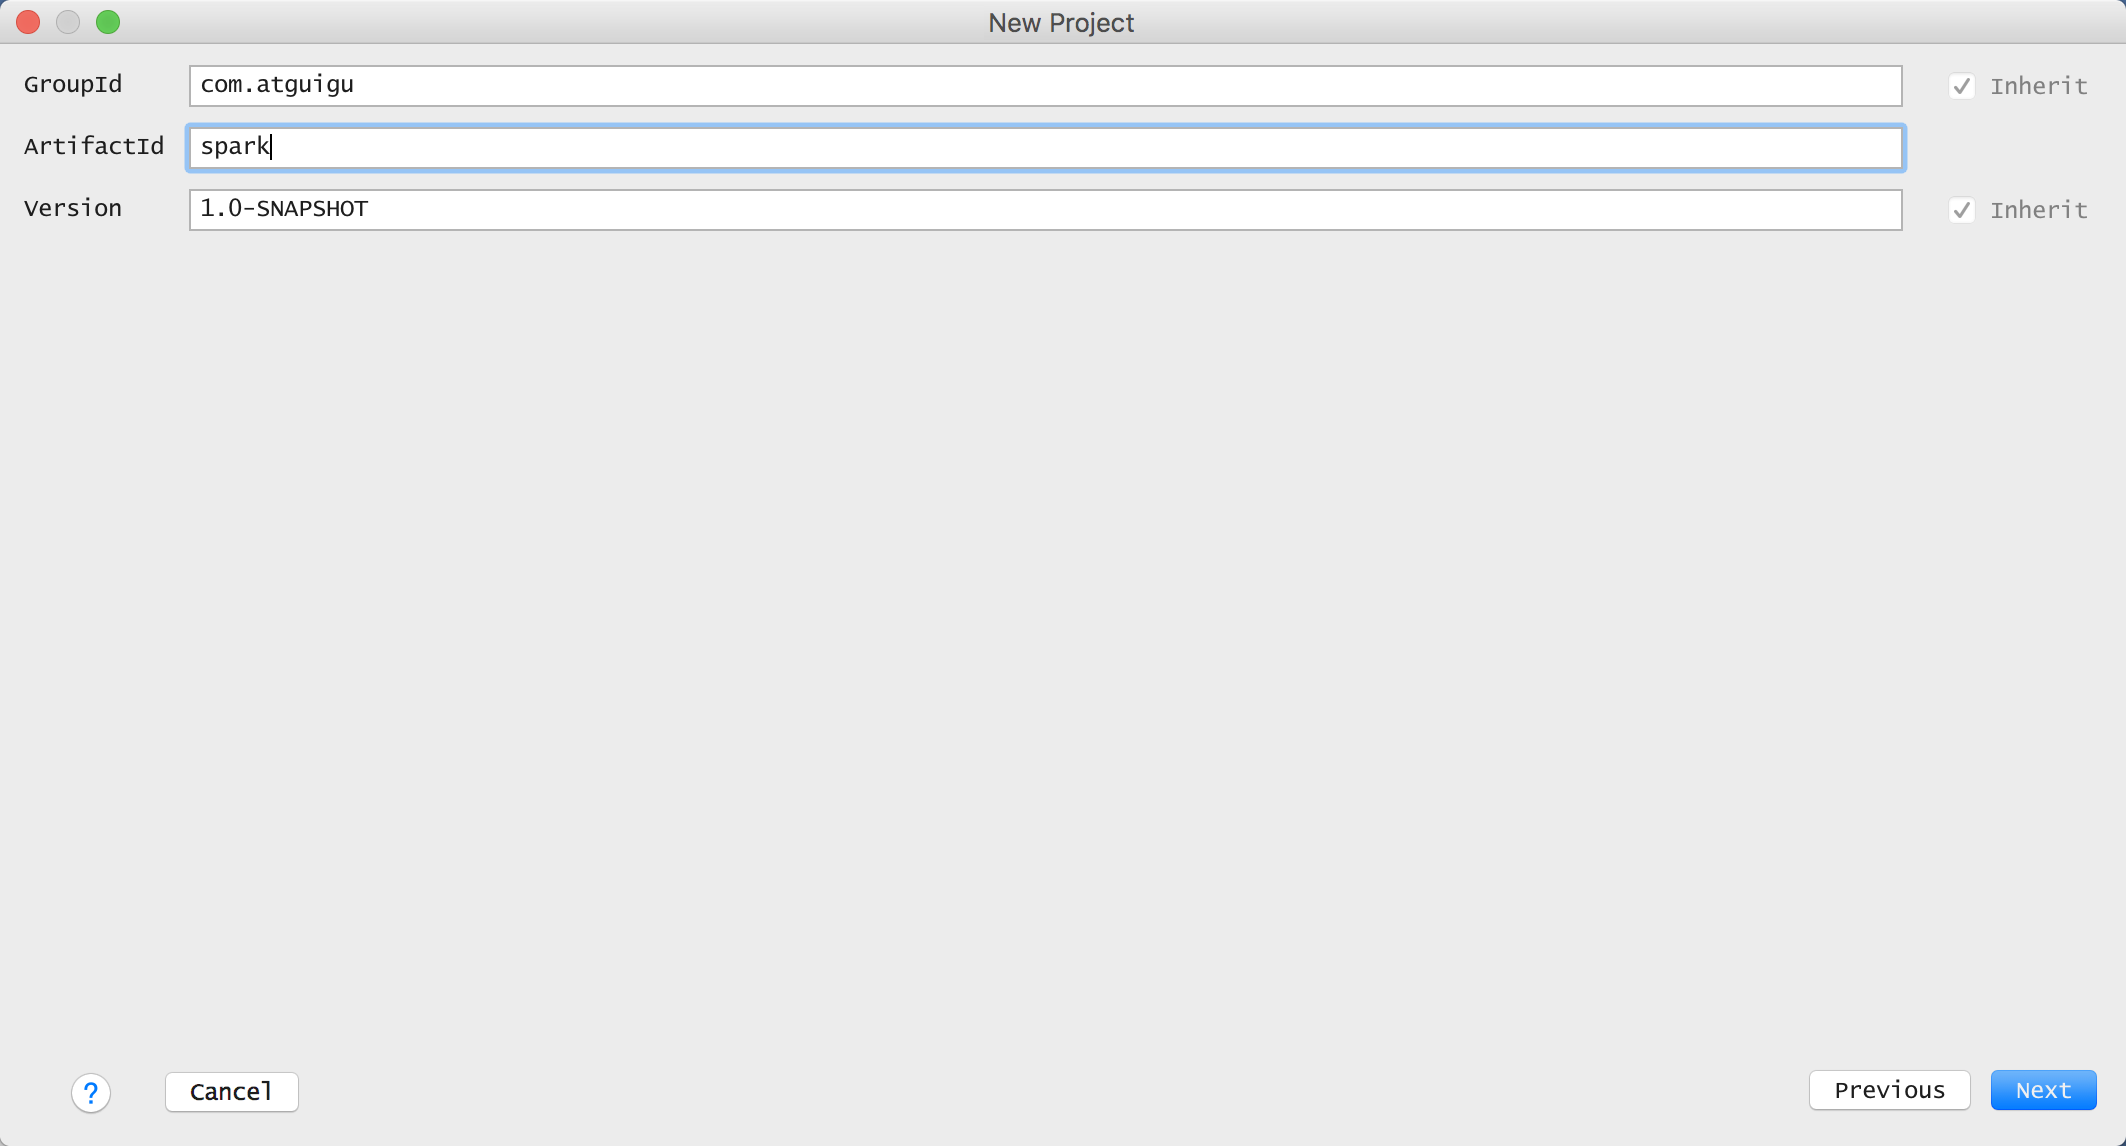 New Project
GroupId com.atguigu Inherit
ArtifactId spark
Version 1.0-SNAPSHOT Inherit
? Cancel Previous Next